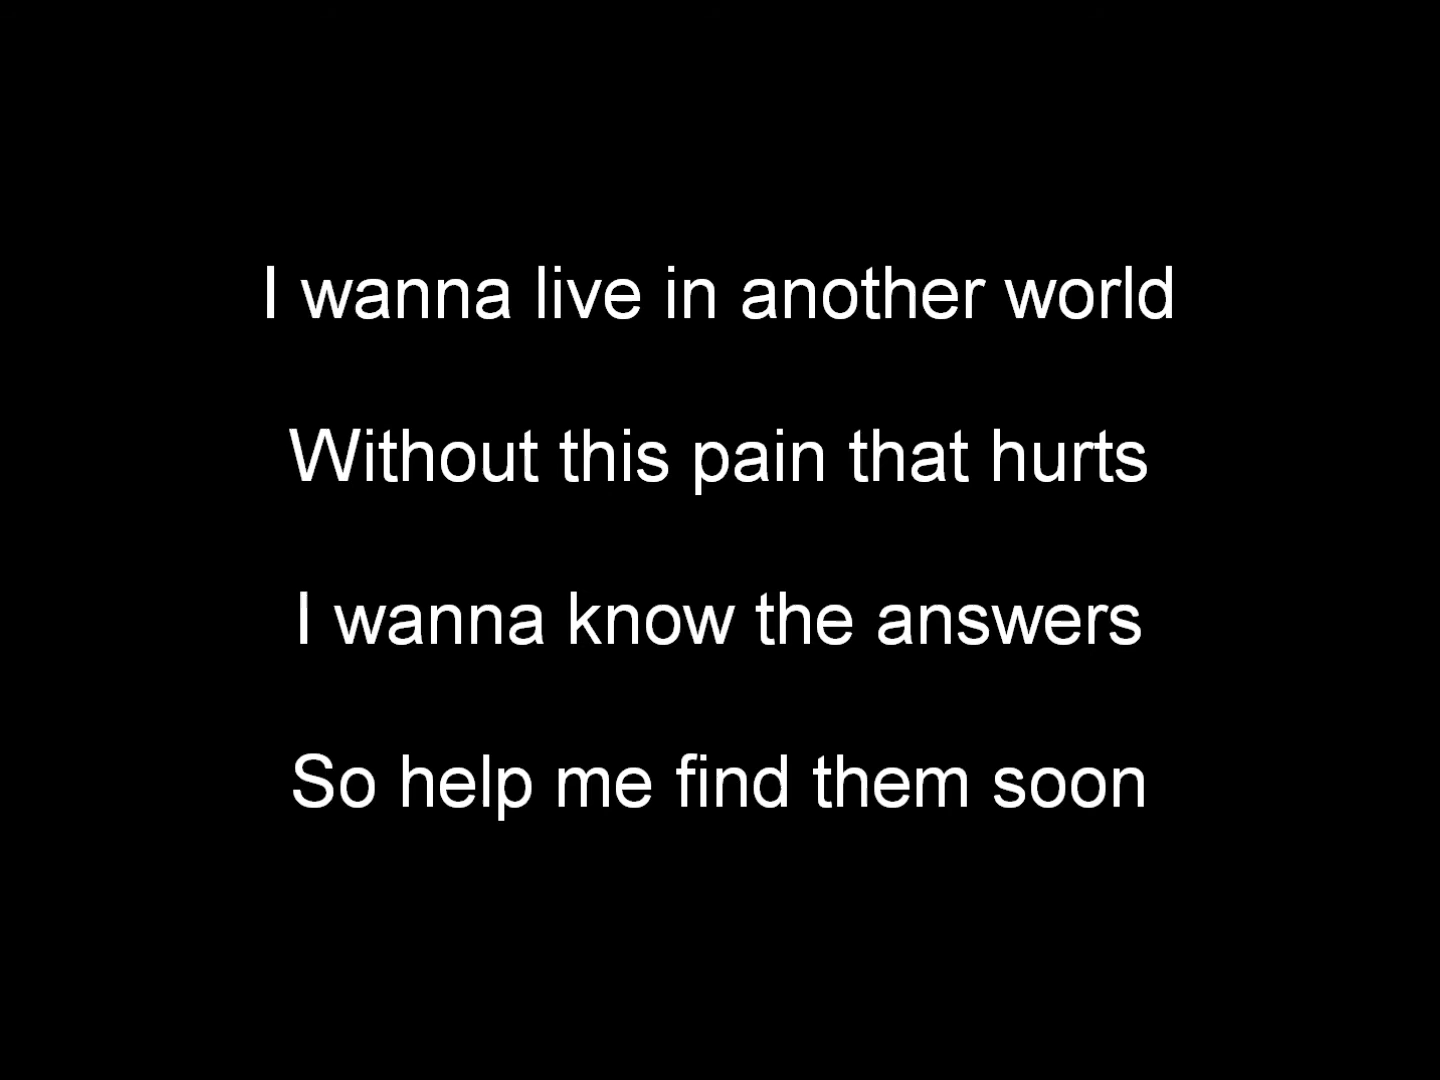 I wanna live in another world
Without this pain that hurts
I wanna know the answers
So help me find them soon